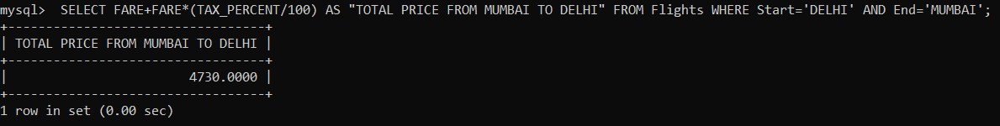 mysql>  SELECT FARE+FARE*(TAX_PERCENT/100) AS "TOTAL PRICE FROM MUMBAI TO DELHI" FROM Flights WHERE Start='DELHI' AND End='MUMBAI';
+----------------------------------+
| TOTAL PRICE FROM MUMBAI TO DELHI |
+----------------------------------+
|                        4730.0000 |
+----------------------------------+
1 row in set (0.00 sec)